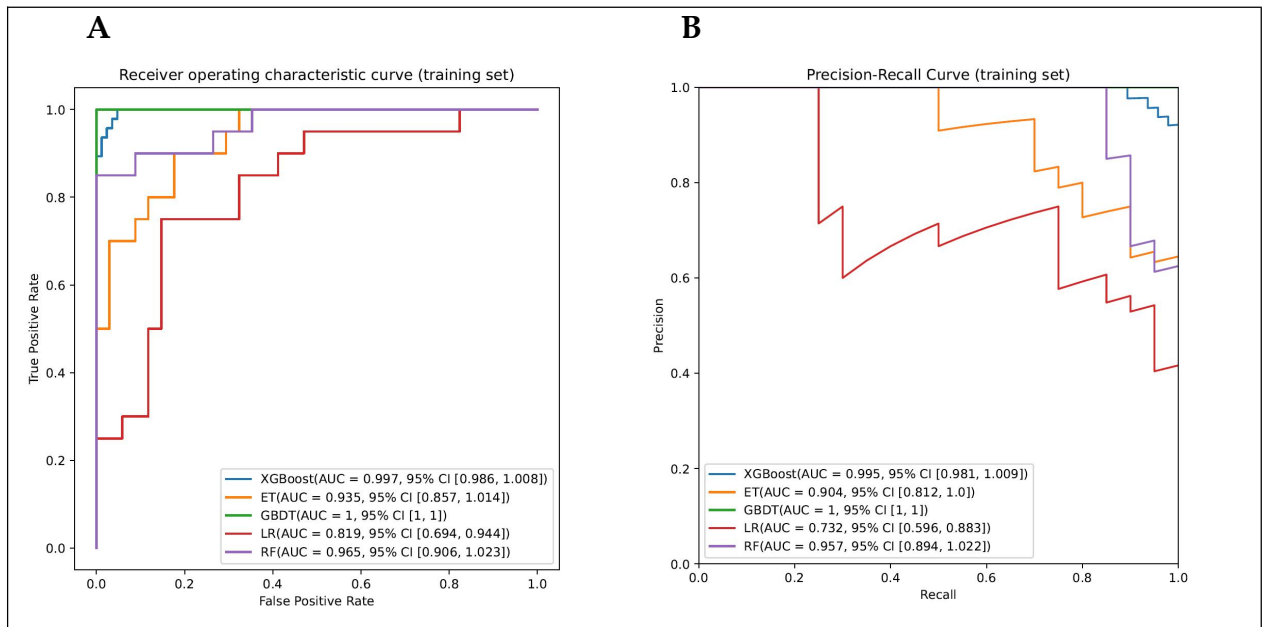 A
Receiver operating characteristic curve (training set)
True Positive Rate
1.0
0.8
0.6
0.4
0.2
0.0
XGBoost(AUC = 0.997, 95% CI [0.986, 1.008])
ET(AUC = 0.935, 95% CI [0.857, 1.014])
GBDT(AUC = 1, 95% CI [1, 1])
LR(AUC = 0.819, 95% CI [0.694, 0.944])
RF(AUC = 0.965, 95% CI [0.906, 1.023])
0.0 0.2 0.4 0.6 0.8 1.0
False Positive Rate
B
Precision-Recall Curve (training set)
Precision
1.0
0.8
0.6
0.4
0.2
0.0
XGBoost(AUC = 0.995, 95% CI [0.981, 1.009])
ET(AUC = 0.904, 95% CI [0.812, 1.0])
GBDT(AUC = 1, 95% CI [1, 1])
LR(AUC = 0.732, 95% CI [0.596, 0.883])
RF(AUC = 0.957, 95% CI [0.894, 1.022])
0.0 0.2 0.4 0.6 0.8 1.0
Recall